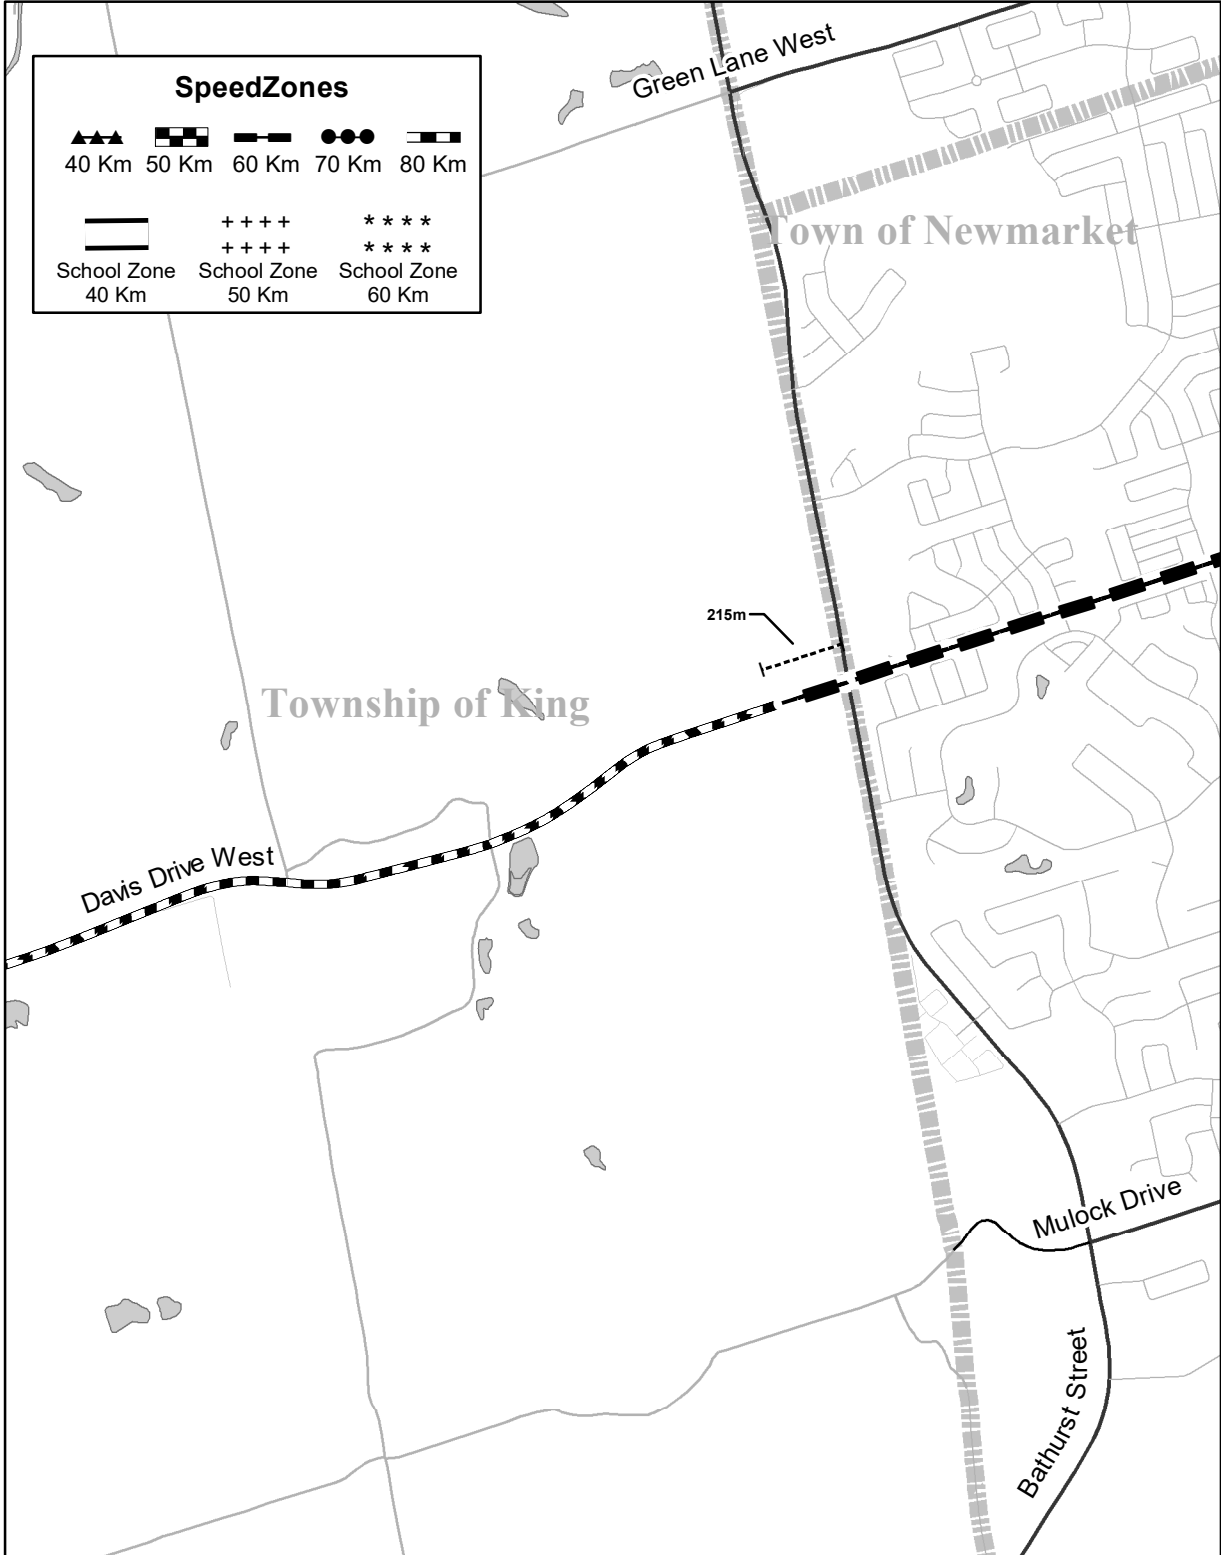 Green Lane West
SpeedZones
40 Km 50 Km 60 Km 70 Km 80 Km
+ + + + * * * *
+ + + + * * * *
School Zone School Zone School Zone
40 Km 50 Km 60 Km
Town of Newmarket
215m
Township of King
Davis Drive West
Mulock Drive
Bathurst Street